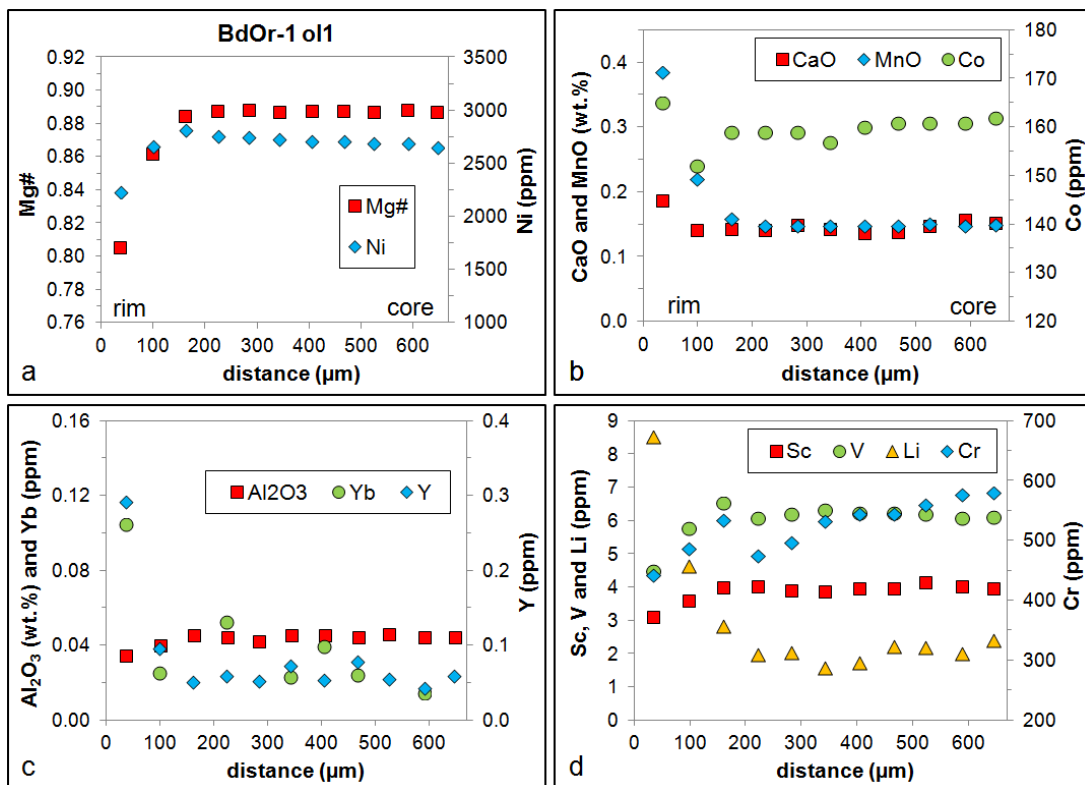 BdOr-1 ol1
Mg#
0.92
0.90
0.88
0.86
0.84
0.82
0.80
0.78
0.76
3500
3000
2500
2000
1500
1000
Ni (ppm)
Mg#
Ni
rim
core
0 100 200 300 400 500 600
distance (µm)
a
CaO and MnO (wt.%)
0.4
0.3
0.2
0.1
0.0
CaO MnO Co
180
170
160
150
140
130
120
Co (ppm)
rim
core
0 100 200 300 400 500 600
distance (µm)
b
Al2O3 (wt.%) and Yb (ppm)
0.16
0.12
0.08
0.04
0.00
Al2O3 Yb Y
0.4
0.3
0.2
0.1
0.0
Y (ppm)
0 100 200 300 400 500 600
distance (µm)
c
Sc, V and Li (ppm)
9
8
7
6
5
4
3
2
1
0
Sc V Li Cr
700
600
500
400
300
200
Cr (ppm)
0 100 200 300 400 500 600
distance (µm)
d